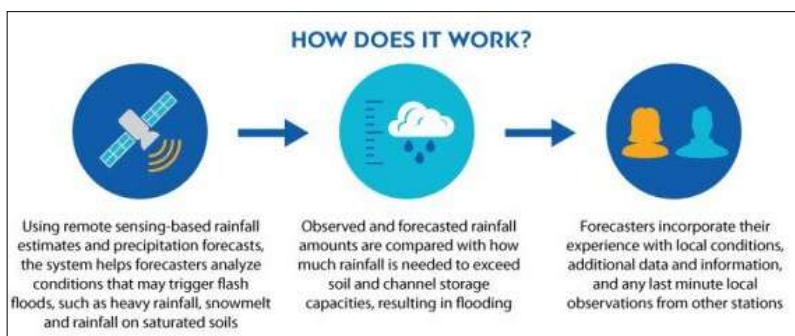 HOW DOES IT WORK?
Using remote sensing-based rainfall
estimates and precipitation forecasts,
the system helps forecasters analyze
conditions that may trigger flash
floods, such as heavy rainfall, snowmelt
and rainfall on saturated soils
Observed and forecasted rainfall
amounts are compared with how
much rainfall is needed to exceed
soil and channel storage
capacities, resulting in flooding
Forecasters incorporate their
experience with local conditions,
additional data and information,
and any last minute local
observations from other stations